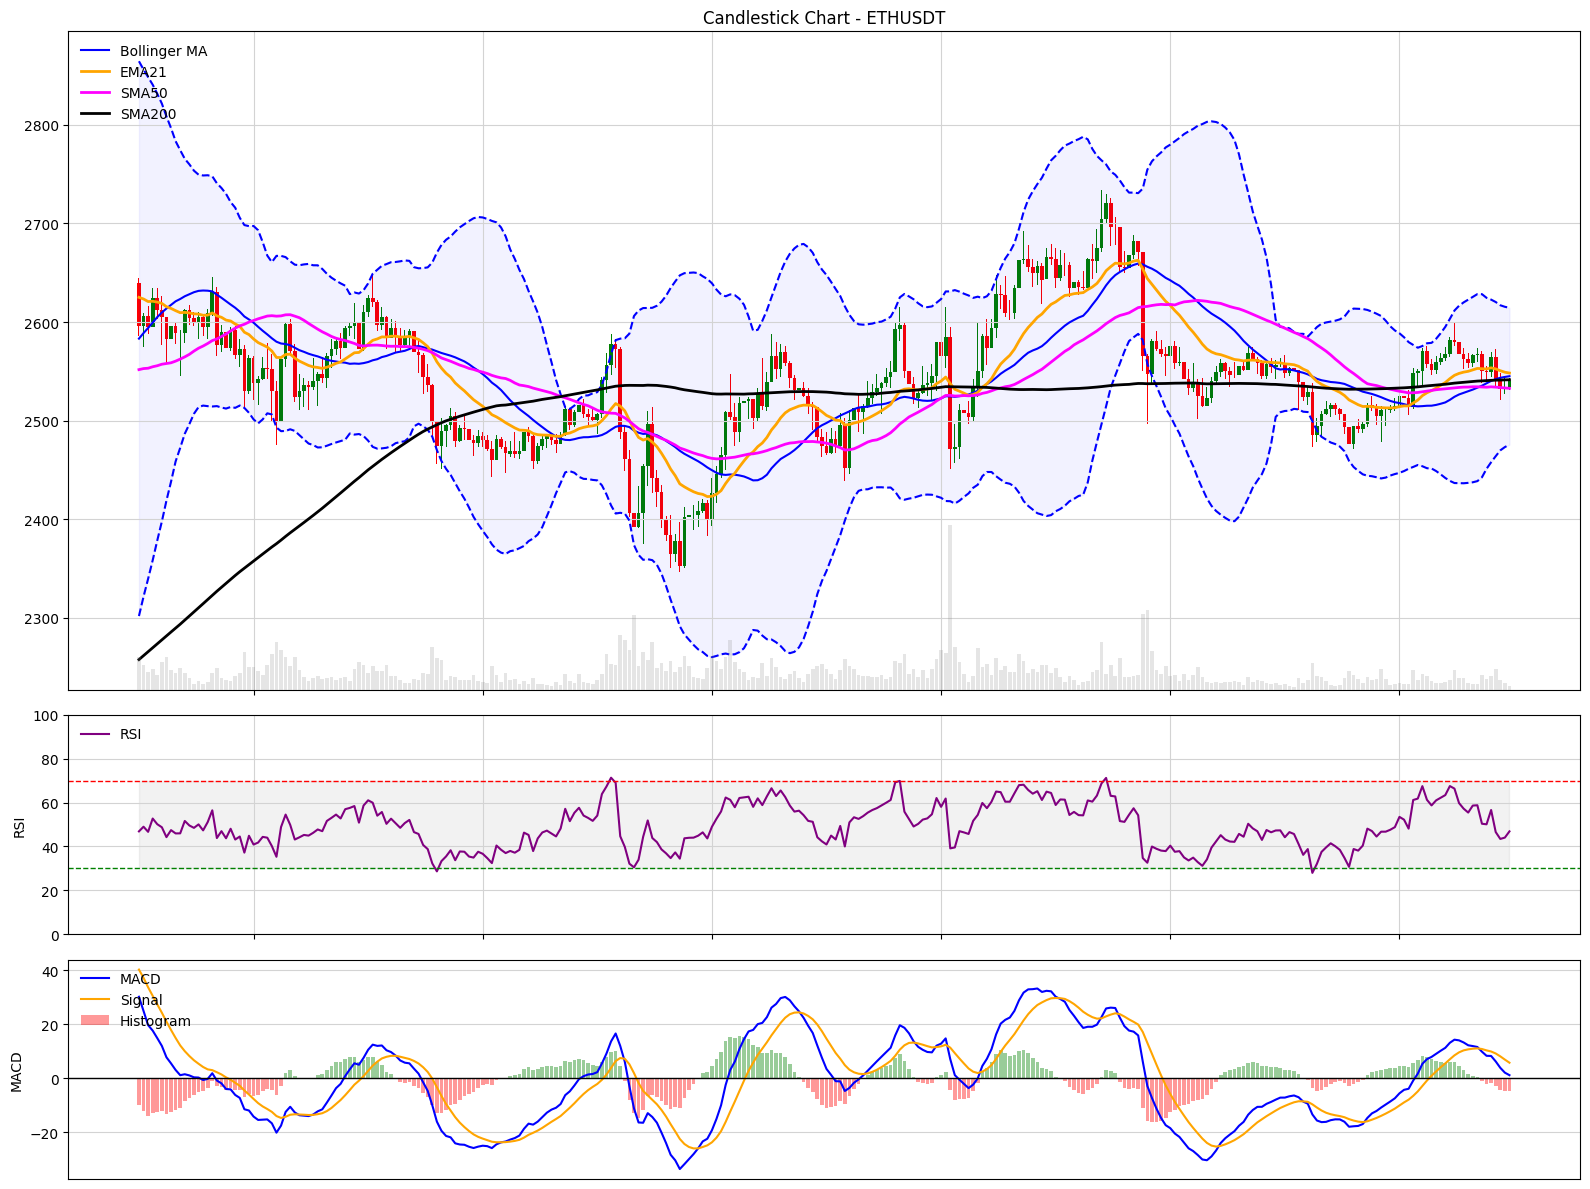 Candlestick Chart - ETHUSDT
Bollinger MA
EMA21
SMA50
SMA200
2800
2700
2600
2500
2400
2300
RSI
100
80
60
40
20
0
RSI
MACD
Signal
Histogram
40
20
0
−20
MACD